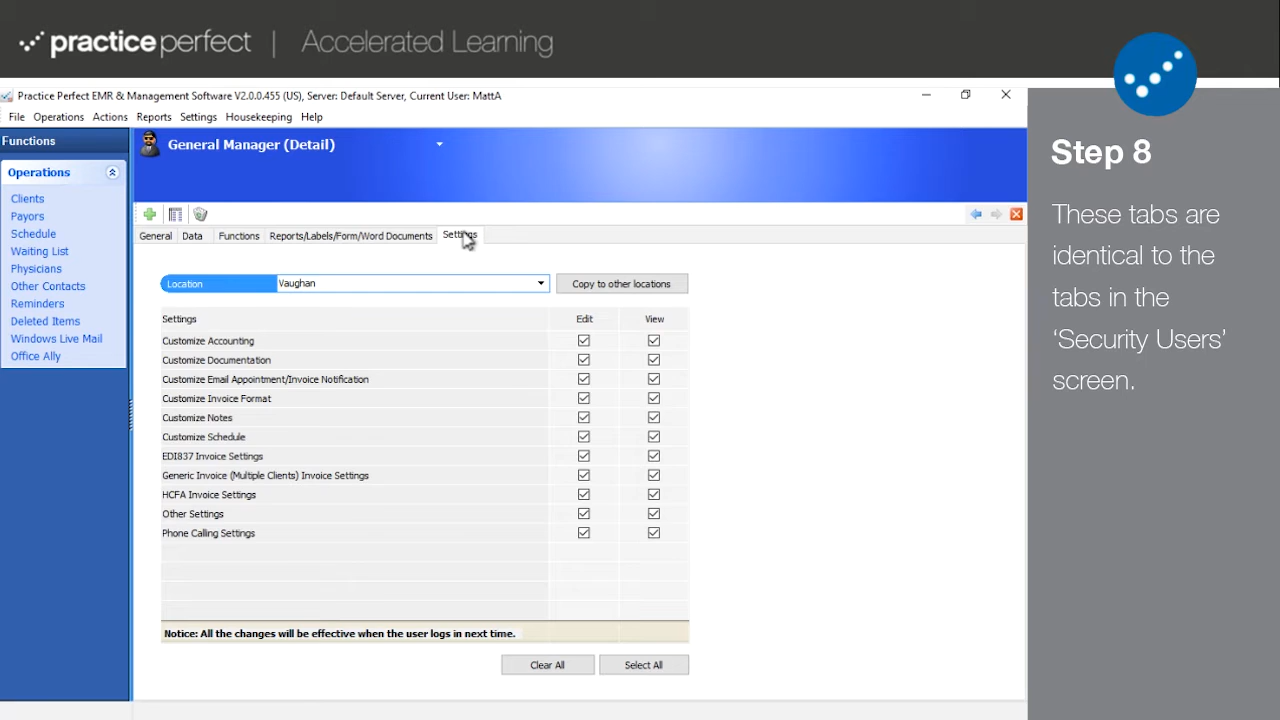 practiceperfect | Accelerated Learning
Practice Perfect EMR & Management Software V2.0.0.455 (US), Server: Default Server, Current User: MattA
File Operations Actions Reports Settings Housekeeping Help
Functions
Operations
Clients
Payors
Schedule
Waiting List
Physicians
Other Contacts
Reminders
Deleted Items
Windows Live Mail
Office Ally
General Manager (Detail)
General Data Functions Reports/Labels/Form/Word Documents Settings
Location Vaughan Copy to other locations
Settings Edit View
Customize Accounting
Customize Documentation
Customize Email Appointment/Invoice Notification
Customize Invoice Format
Customize Notes
Customize Schedule
EDI837 Invoice Settings
Generic Invoice (Multiple Clients) Invoice Settings
HCFA Invoice Settings
Other Settings
Phone Calling Settings
Notice: All the changes will be effective when the user logs in next time.
Clear All Select All
Step 8
These tabs are
identical to the
tabs in the
‘Security Users’
screen.